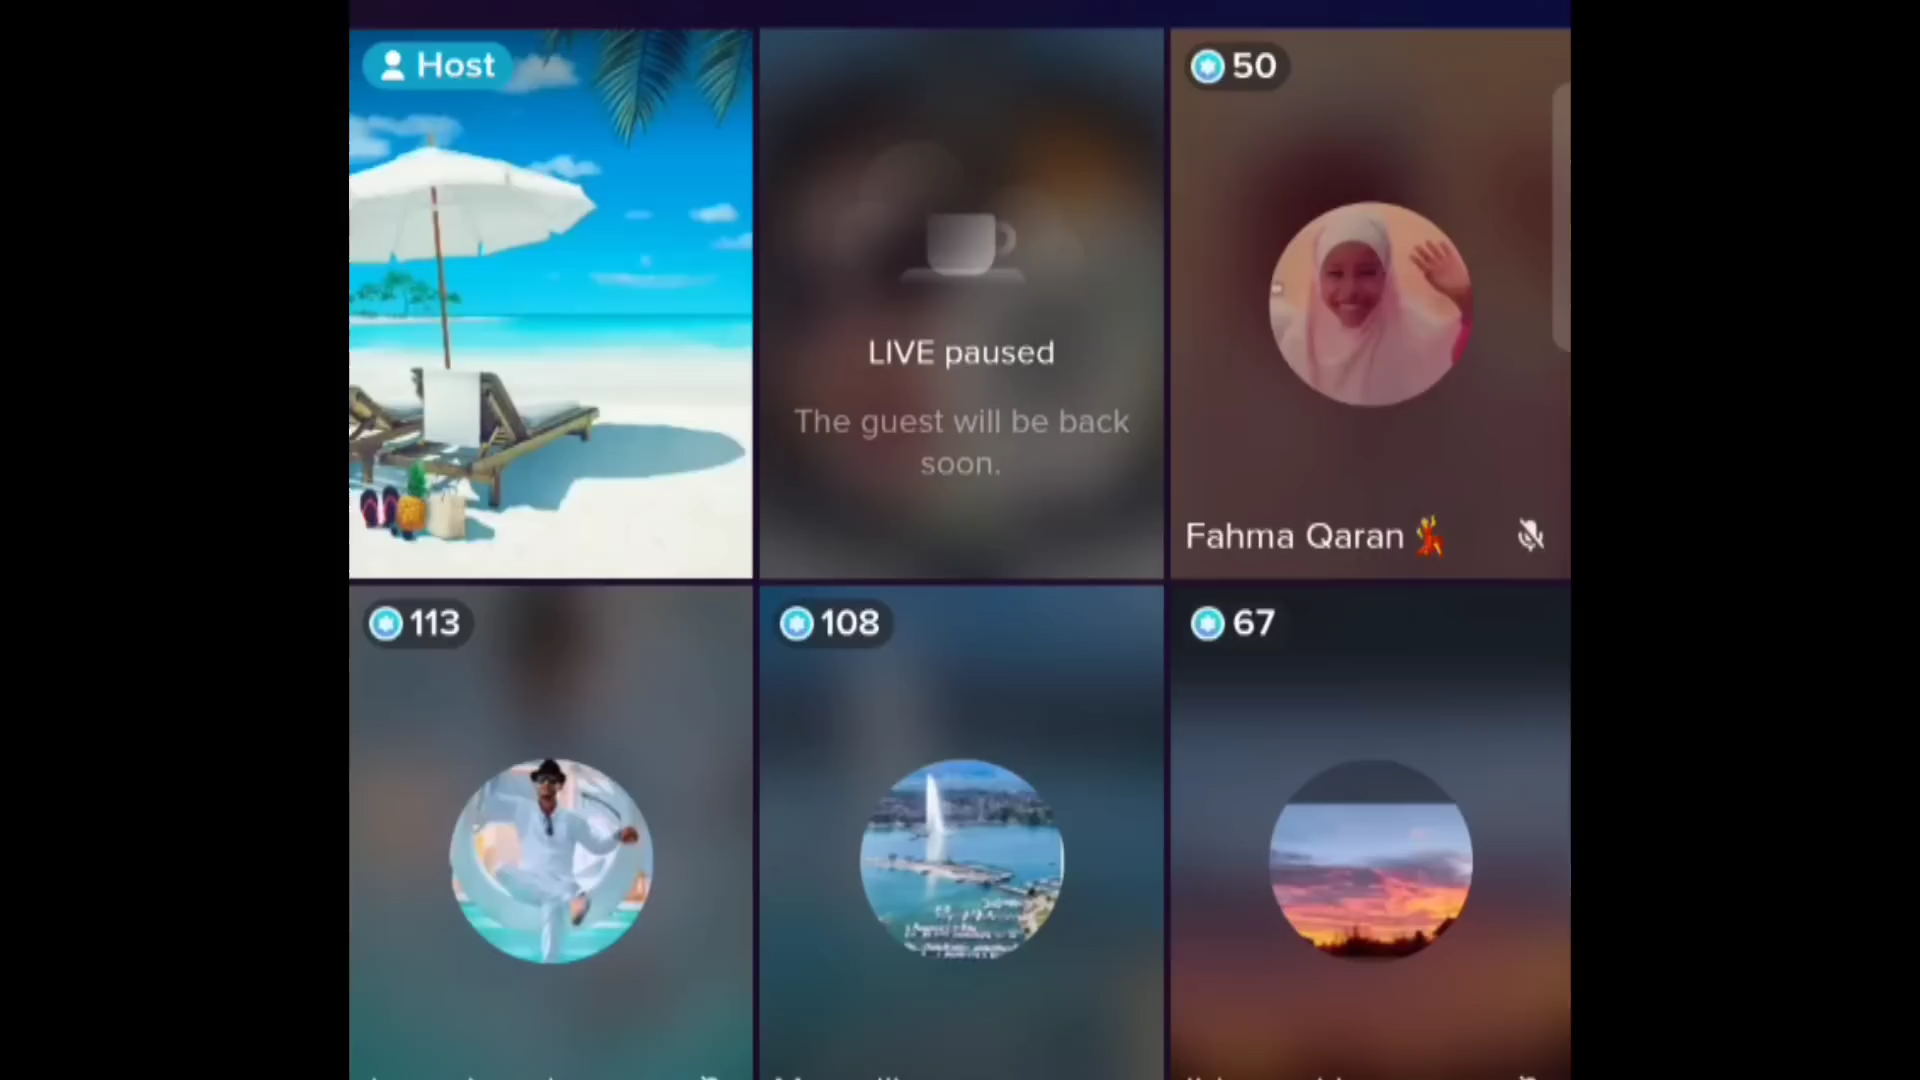 Host
50
LIVE paused
The guest will be back
soon.
Fahma Qaran💃
113
108
67